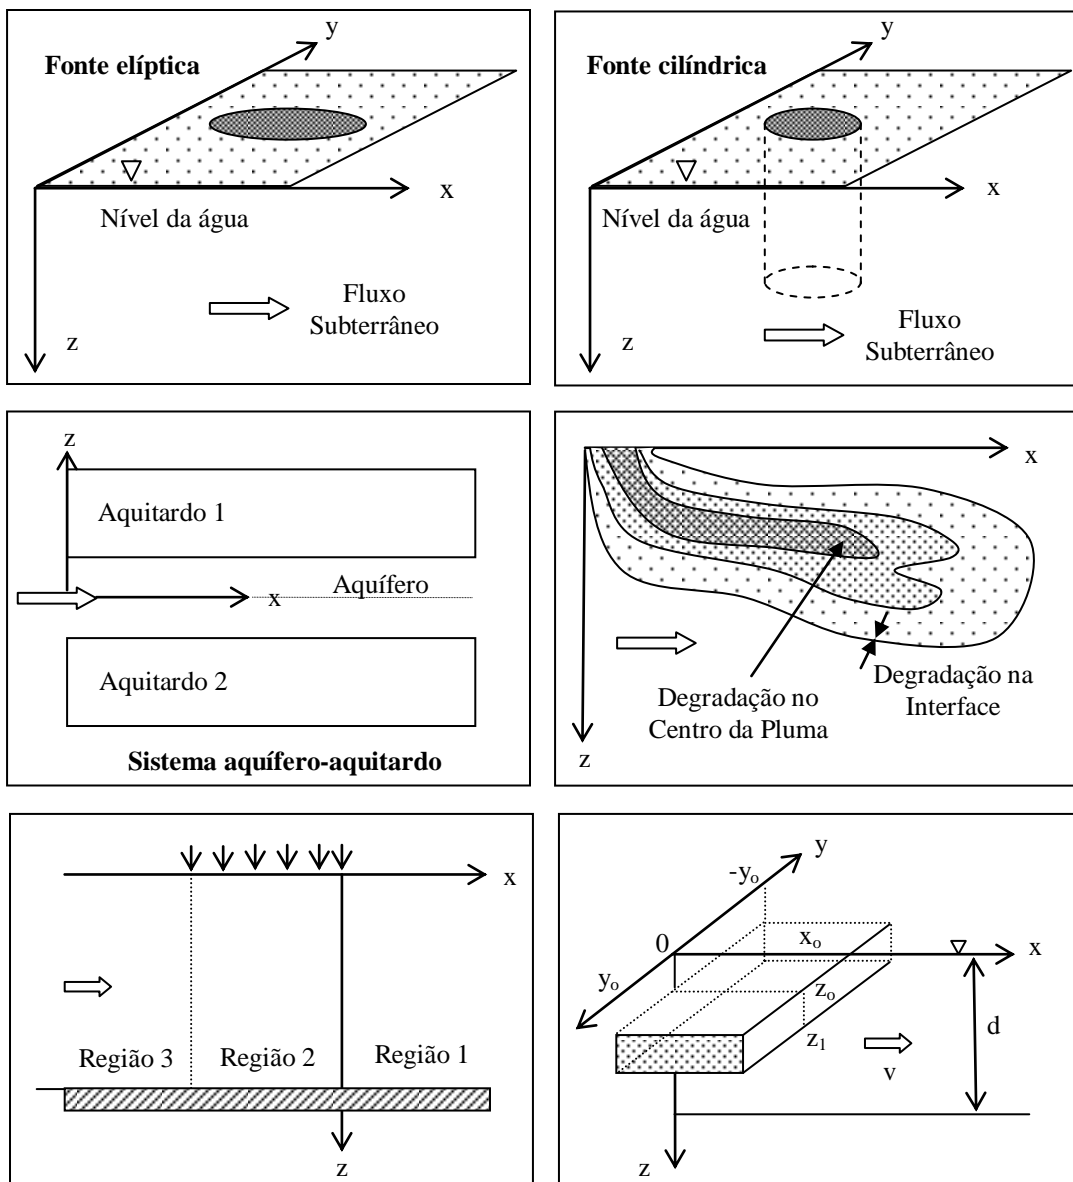 y
Fonte elíptica
x
Nível da água
Fluxo
Subterrâneo
z
y
Fonte cilíndrica
x
Nível da água
Fluxo
Subterrâneo
z
z
Aquitardo 1
Aquífero
x
Aquitardo 2
Sistema aquífero-aquitardo
x
Degradação no
Centro da Pluma
Degradação na
Interface
z
x
Região 3
Região 2
Região 1
z
y
-yₒ
0
xₒ
x
yₒ
zₒ
z₁
d
v
z